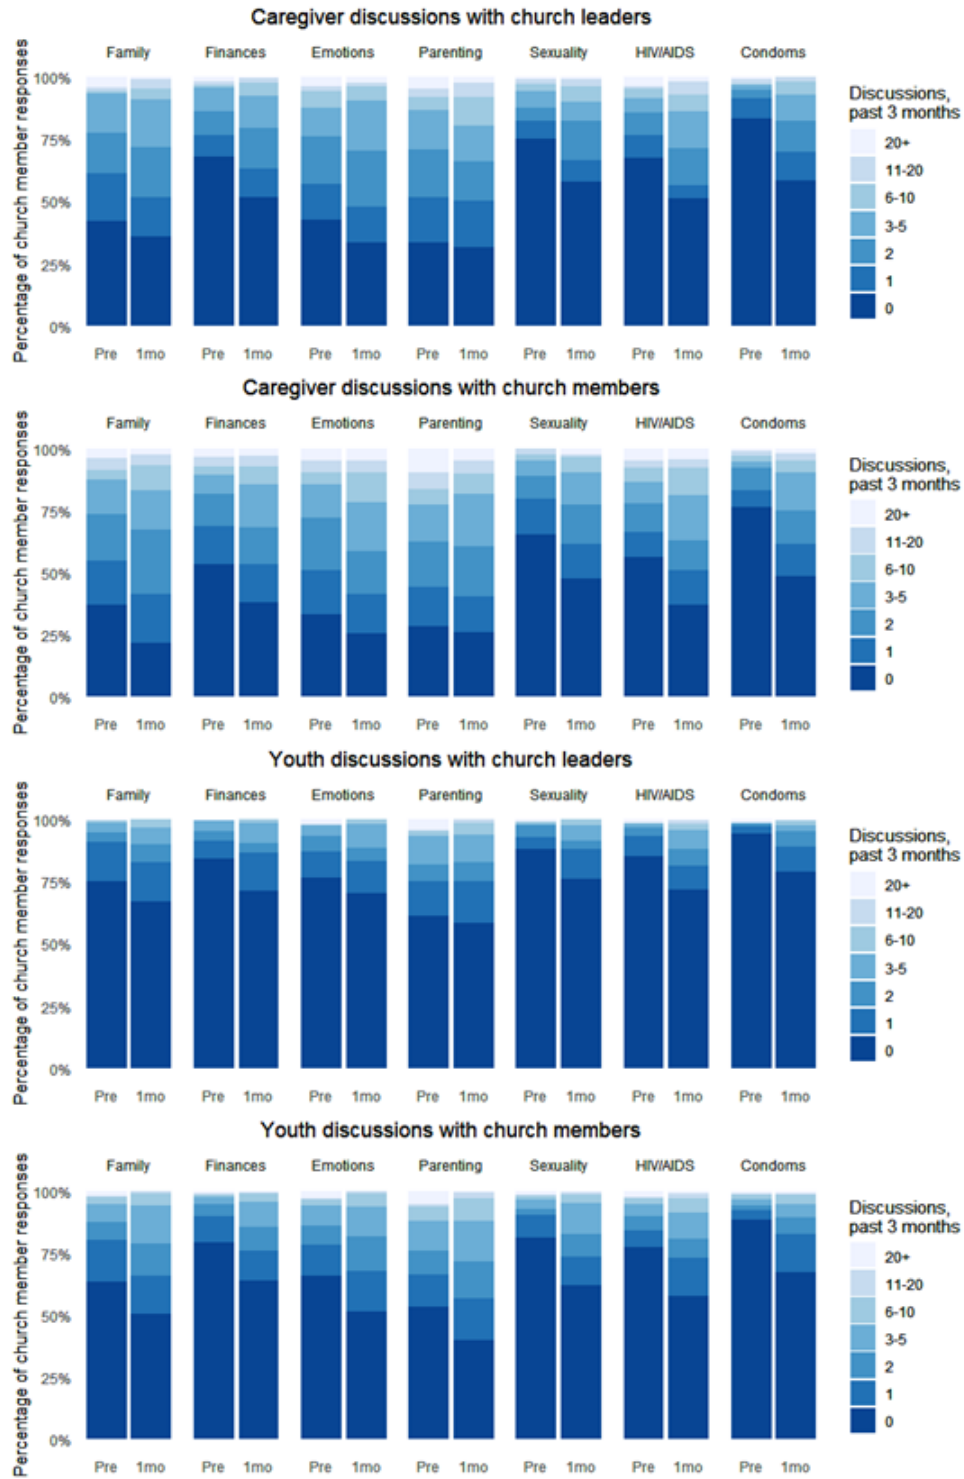 Caregiver discussions with church leaders
Family Finances Emotions Parenting Sexuality HIV/AIDS Condoms
Percentage of church member responses
100%
75%
50%
25%
0%
Pre 1mo Pre 1mo Pre 1mo Pre 1mo Pre 1mo Pre 1mo Pre 1mo
Discussions,
past 3 months
20+
11-20
6-10
3-5
2
1
0
Caregiver discussions with church members
Family Finances Emotions Parenting Sexuality HIV/AIDS Condoms
Percentage of church member responses
100%
75%
50%
25%
0%
Pre 1mo Pre 1mo Pre 1mo Pre 1mo Pre 1mo Pre 1mo Pre 1mo
Discussions,
past 3 months
20+
11-20
6-10
3-5
2
1
0
Youth discussions with church leaders
Family Finances Emotions Parenting Sexuality HIV/AIDS Condoms
Percentage of church member responses
100%
75%
50%
25%
0%
Pre 1mo Pre 1mo Pre 1mo Pre 1mo Pre 1mo Pre 1mo Pre 1mo
Discussions,
past 3 months
20+
11-20
6-10
3-5
2
1
0
Youth discussions with church members
Family Finances Emotions Parenting Sexuality HIV/AIDS Condoms
Percentage of church member responses
100%
75%
50%
25%
0%
Pre 1mo Pre 1mo Pre 1mo Pre 1mo Pre 1mo Pre 1mo Pre 1mo
Discussions,
past 3 months
20+
11-20
6-10
3-5
2
1
0